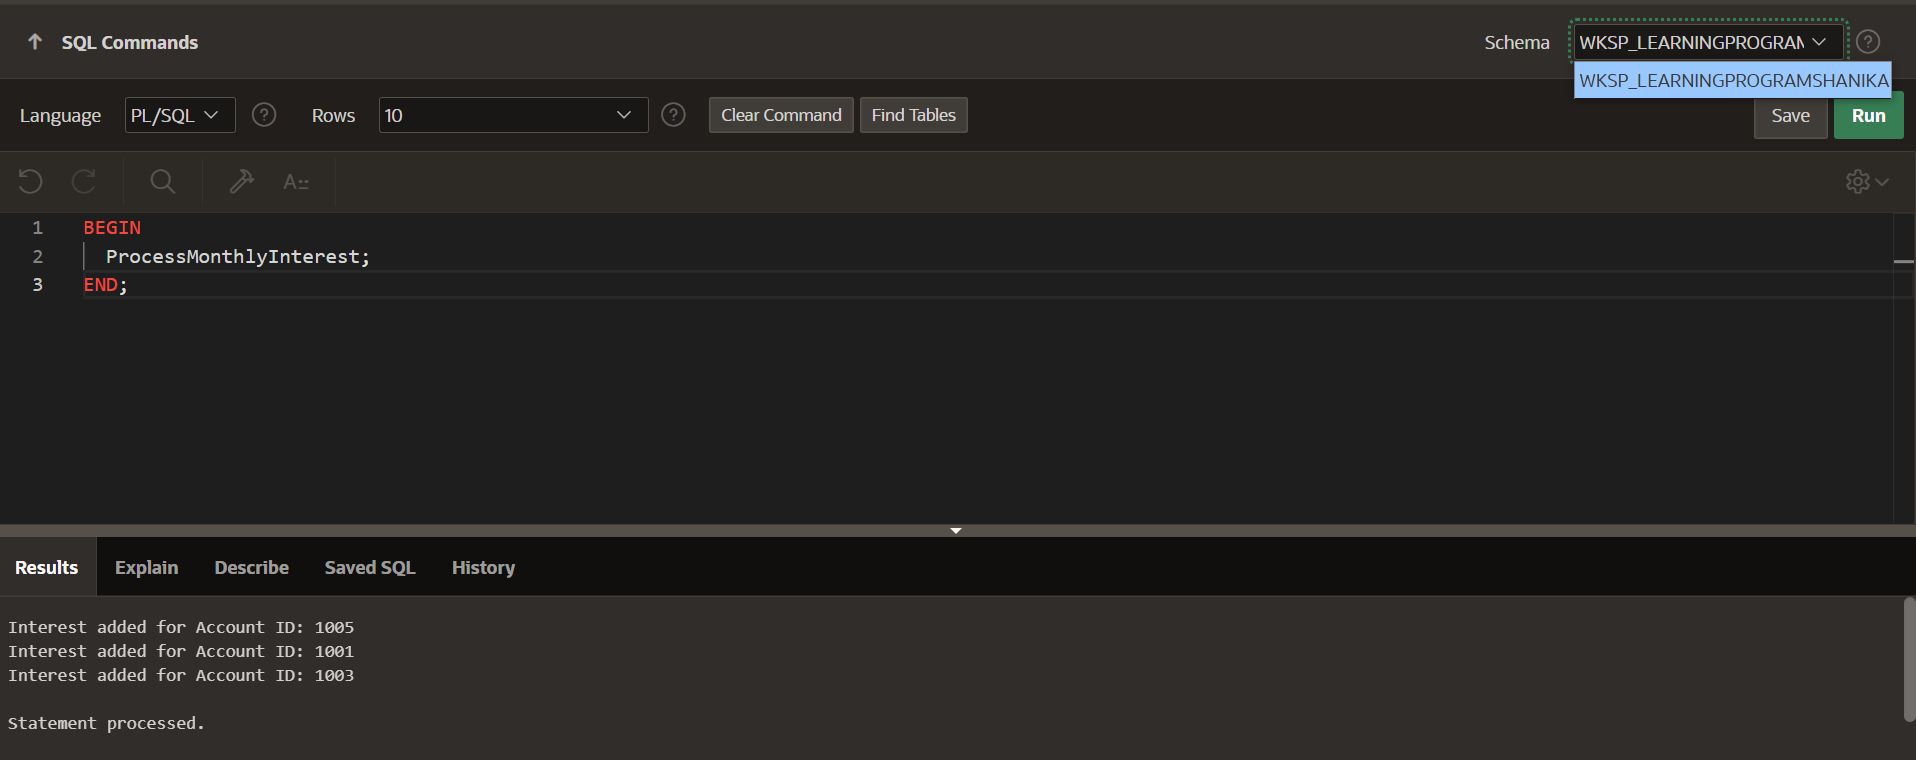 SQL Commands
Schema
WKSP_LEARNINGPROGRAM
WKSP_LEARNINGPROGRAMSHANIKA
Language
PL/SQL
Rows
10
Clear Command
Find Tables
Save
Run
A
1 BEGIN
2 ProcessMonthlyInterest;
3 END;
Results
Explain
Describe
Saved SQL
History
Interest added for Account ID: 1005
Interest added for Account ID: 1001
Interest added for Account ID: 1003
Statement processed.